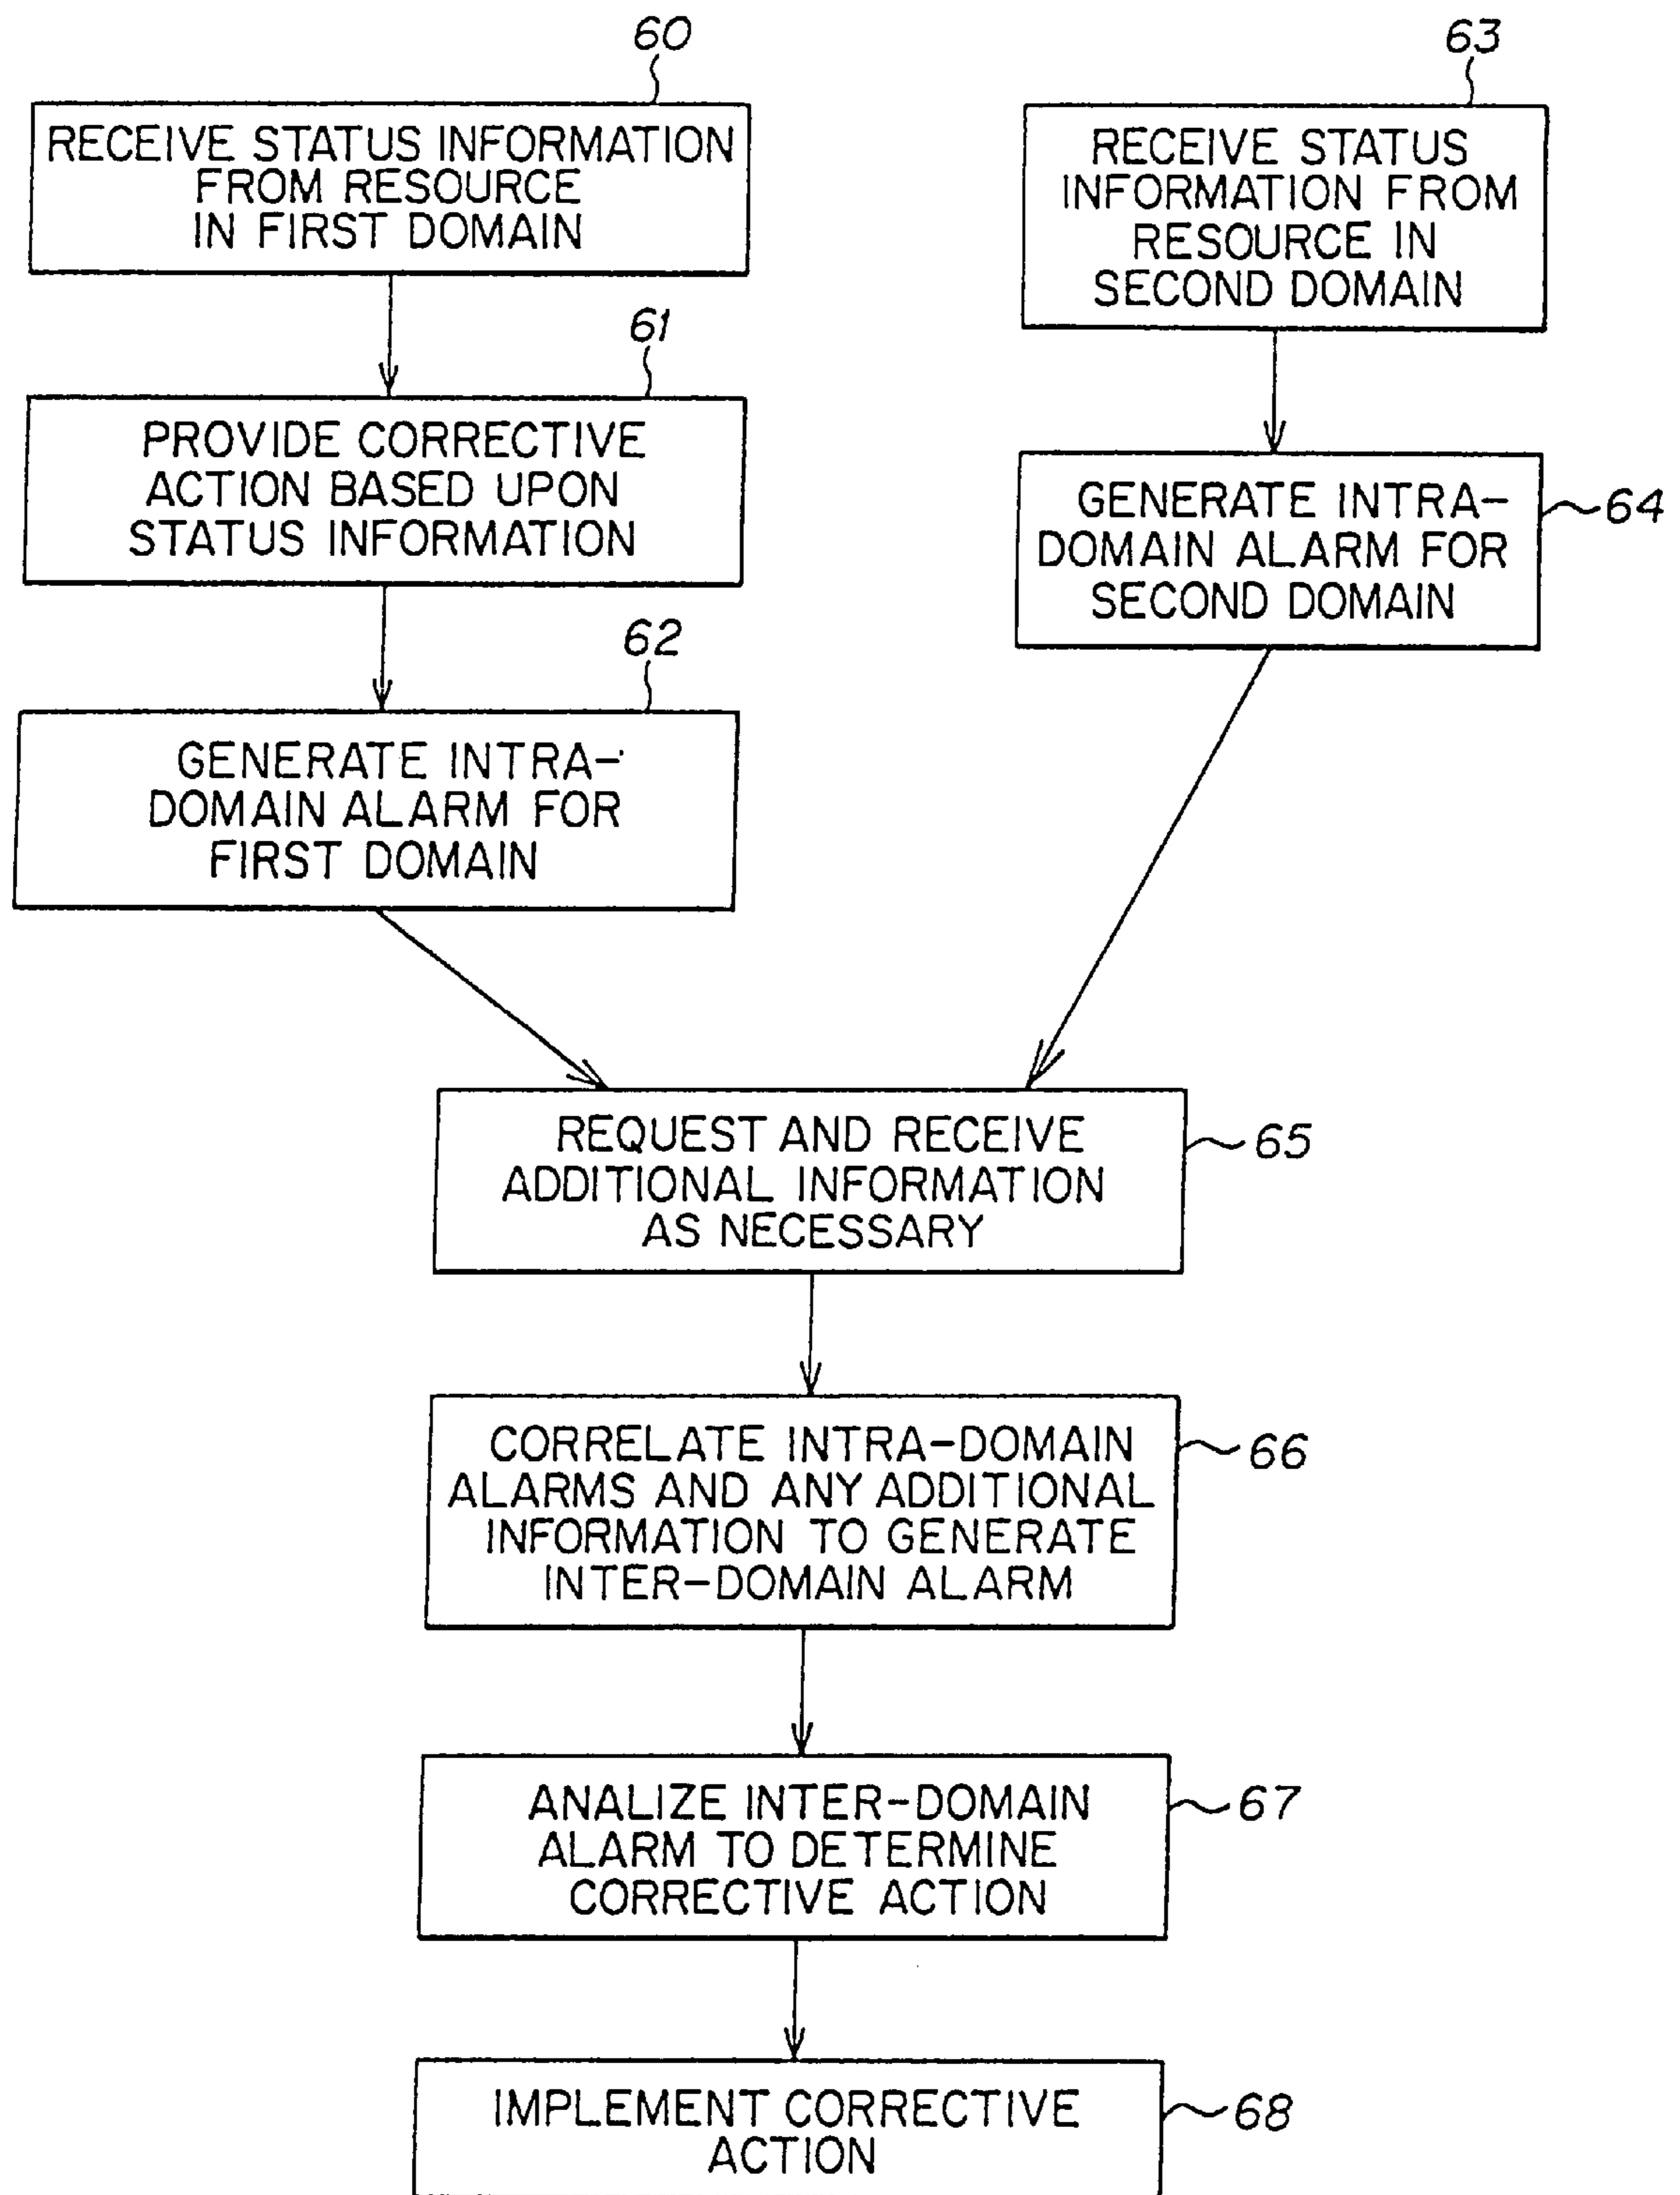 60
RECEIVE STATUS INFORMATION
FROM RESOURCE
IN FIRST DOMAIN
61
PROVIDE CORRECTIVE
ACTION BASED UPON
STATUS INFORMATION
62
GENERATE INTRA-
DOMAIN ALARM FOR
FIRST DOMAIN
63
RECEIVE STATUS
INFORMATION FROM
RESOURCE IN
SECOND DOMAIN
64
GENERATE INTRA-
DOMAIN ALARM FOR
SECOND DOMAIN
65
REQUEST AND RECEIVE
ADDITIONAL INFORMATION
AS NECESSARY
66
CORRELATE INTRA-DOMAIN
ALARMS AND ANY ADDITIONAL
INFORMATION TO GENERATE
INTER-DOMAIN ALARM
67
ANALIZE INTER-DOMAIN
ALARM TO DETERMINE
CORRECTIVE ACTION
68
IMPLEMENT CORRECTIVE
ACTION